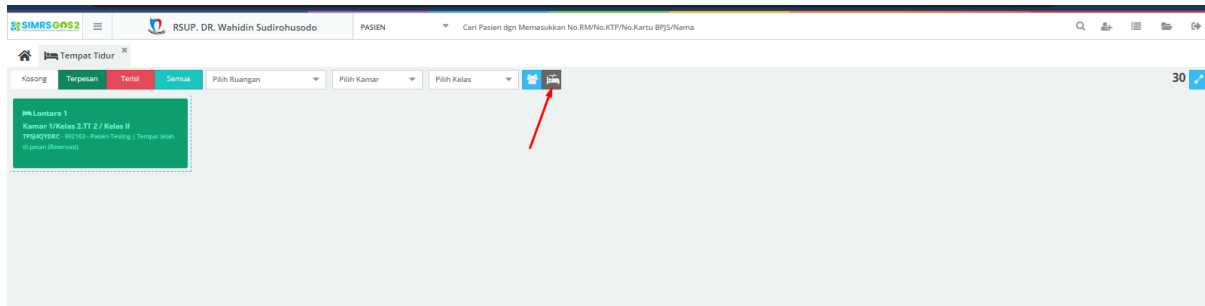 SIMRSGOS2
RSUP. DR. Wahidin Sudirohusodo
PASIEN
Cari Pasien dgn Memasukkan No.RM/No.KTP/No.Kartu BPJS/Nama
Tempat Tidur
Kosong Terpesan Terisi Semua Pilih Ruangan Pilih Kamar Pilih Kelas 30
Lontara 1
Kamar 1/Kelas 2.TT 2 / Kelas II
TPSJ4QYDRC - 992163 - Pasien Testing | Tempat telah
di pesan (Reservasi)